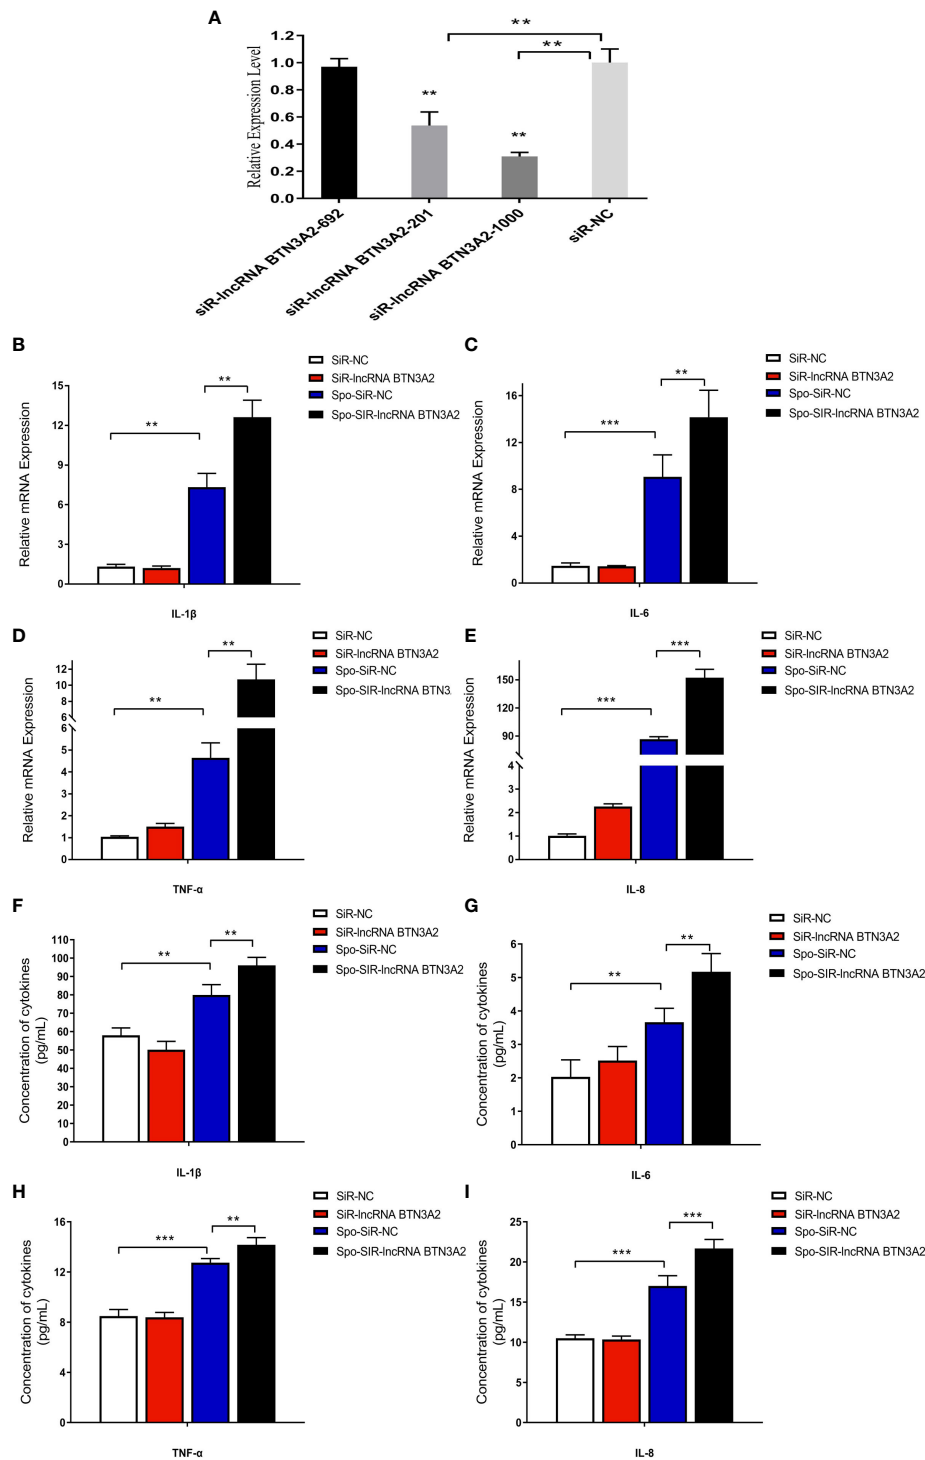 A
Relative Expression Level
1.2
1.0
0.8
0.6
0.4
0.2
0.0
**
**
**
**
siR-lncRNA BTN3A2-692
siR-lncRNA BTN3A2-201
siR-lncRNA BTN3A2-1000
siR-NC
B
Relative mRNA Expression
15
12
9
6
3
0
**
**
IL-1β
SiR-NC
SiR-lncRNA BTN3A2
Spo-SiR-NC
Spo-SIR-lncRNA BTN3A2
C
Relative mRNA Expression
16
12
8
4
0
***
**
IL-6
SiR-NC
SiR-lncRNA BTN3A2
Spo-SiR-NC
Spo-SIR-lncRNA BTN3A2
D
Relative mRNA Expression
12
10
8
6
6
5
4
2
1
0
**
**
TNF-α
SiR-NC
SiR-lncRNA BTN3A2
Spo-SiR-NC
Spo-SIR-lncRNA BTN3.
E
Relative mRNA Expression
150
90
4
3
2
1
0
***
***
IL-8
SiR-NC
SiR-lncRNA BTN3A2
Spo-SiR-NC
Spo-SIR-lncRNA BTN3A2
F
Concentration of cytokines
(pg/mL)
110
100
90
80
70
60
50
40
30
20
10
0
**
**
IL-1β
SiR-NC
SiR-lncRNA BTN3A2
Spo-SiR-NC
Spo-SIR-lncRNA BTN3A2
G
Concentration of cytokines
(pg/mL)
6
5
4
3
2
1
0
**
**
IL-6
SiR-NC
SiR-lncRNA BTN3A2
Spo-SiR-NC
Spo-SIR-lncRNA BTN3A2
H
Concentration of cytokines
(pg/mL)
16
12
8
4
0
***
**
TNF-α
SiR-NC
SiR-lncRNA BTN3A2
Spo-SiR-NC
Spo-SIR-lncRNA BTN3A2
I
Concentration of cytokines
(pg/mL)
25
20
15
10
5
0
***
***
IL-8
SiR-NC
SiR-lncRNA BTN3A2
Spo-SiR-NC
Spo-SIR-lncRNA BTN3A2